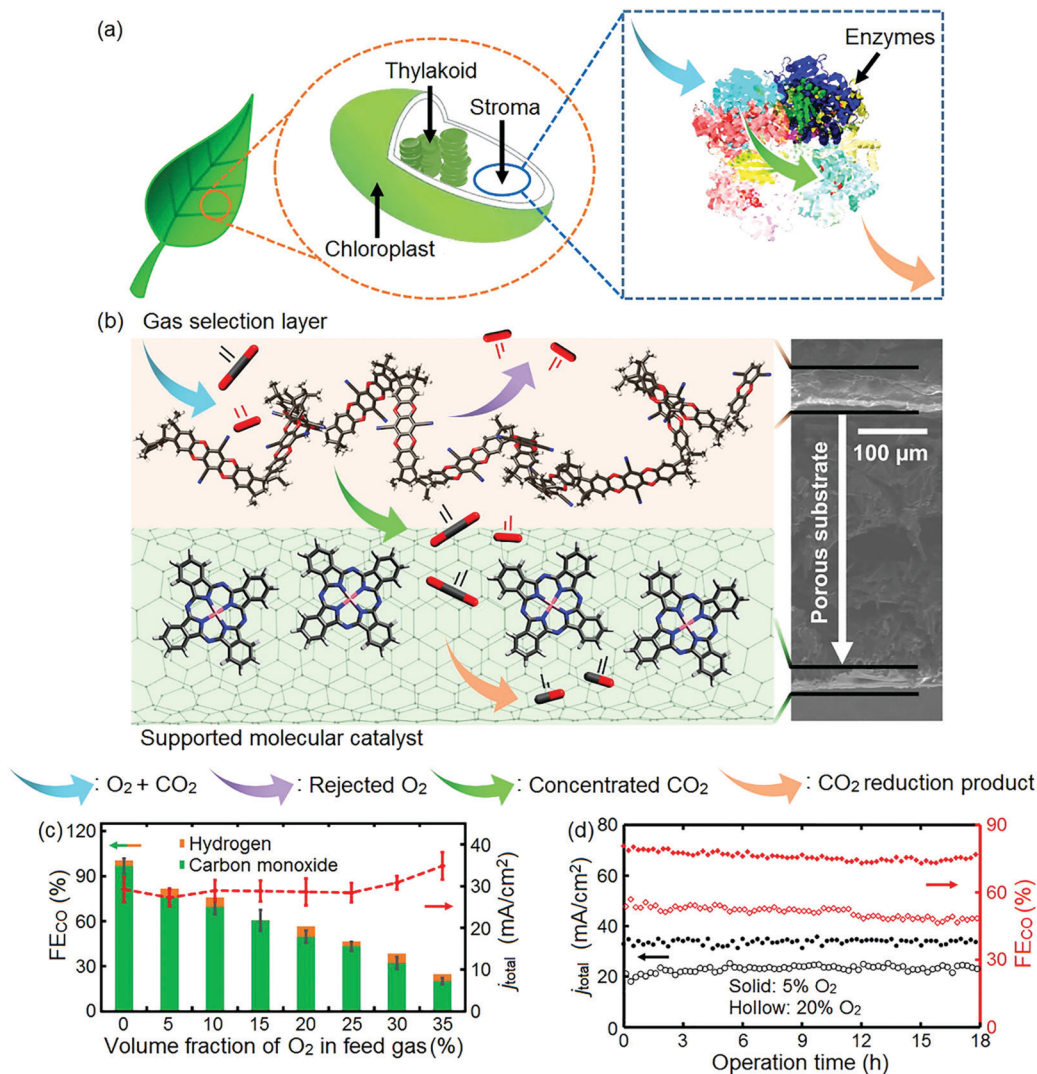 (a)
Thylakoid
Stroma
Chloroplast
Enzymes
(b)
Gas selection layer
100 µm
Porous substrate
Supported molecular catalyst
: O₂ + CO₂
: Rejected O₂
: Concentrated CO₂
: CO₂ reduction product
(c)
Hydrogen
Carbon monoxide
FECO (%)
120
90
60
30
0
0 5 10 15 20 25 30 35
Volume fraction of O₂ in feed gas (%)
40
30
20
10
0
jtotal (mA/cm²)
(d)
jtotal (mA/cm²)
80
60
40
20
0
Solid: 5% O₂
Hollow: 20% O₂
0 3 6 9 12 15 18
Operation time (h)
90
60
30
0
FECO (%)